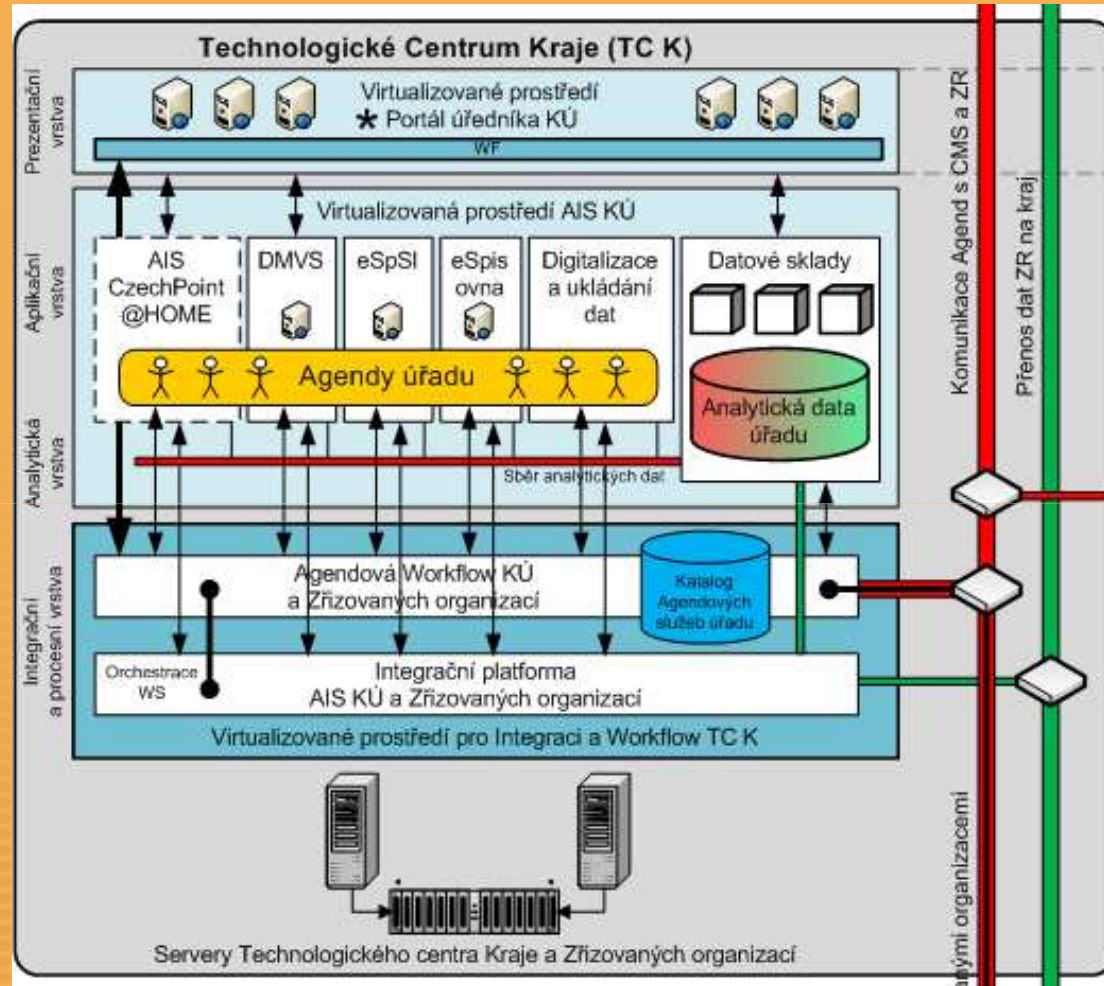 Technologické Centrum Kraje (TC K)
Prezentační
vrstva
Virtualizované prostředí
* Portál úředníka KÚ
WF
Aplikační
vrstva
Virtualizovaná prostředí AIS KÚ
AIS
CzechPoint
@HOME
DMVS
eSpSl
eSpis
ovna
Digitalizace
a ukládání
dat
Datové sklady
Agendy úřadu
Analytická data
úřadu
Analytická
vrstva
Sběr analytických dat
Integrační
a procesní vrstva
Agendová Workflow KÚ
a Zřizovaných organizací
Katalog
Agendových
služeb úřadu
Orchestrace
WS
Integrační platforma
AIS KÚ a Zřizovaných organizací
Virtualizované prostředí pro Integraci a Workflow TC K
Servery Technologického centra Kraje a Zřizovaných organizací
Komunikace Agend s CMS a ZR
Přenos dat ZR na kraj
anými organizacemi